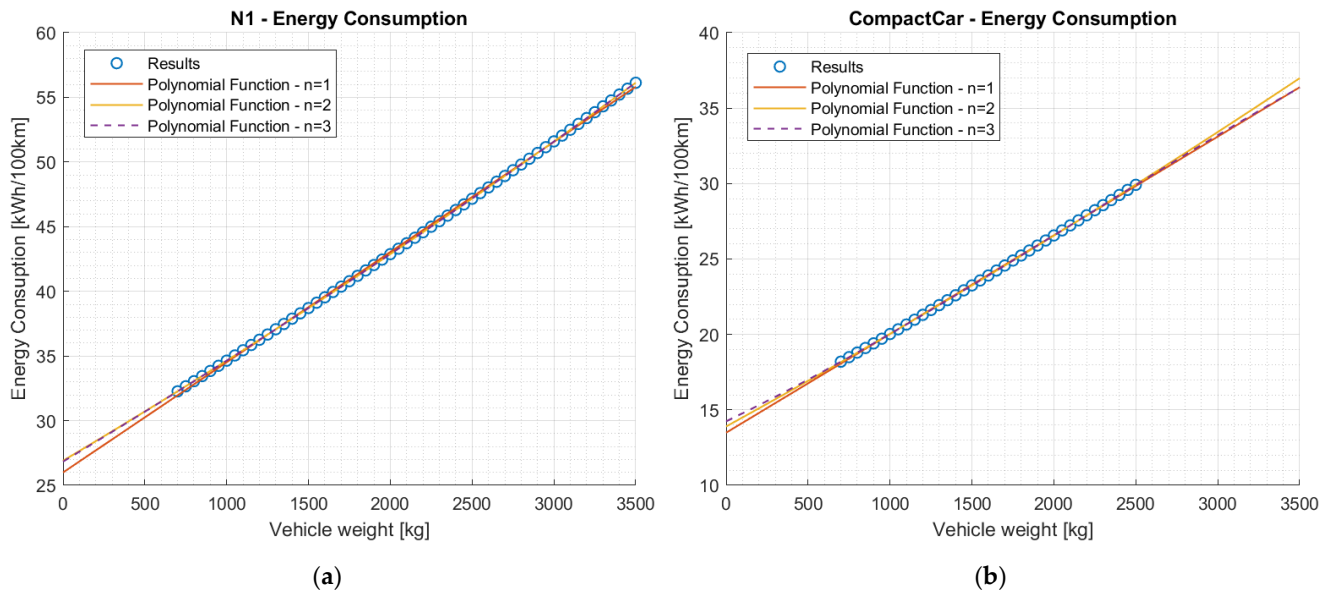 N1 - Energy Consumption
60
55
50
45
40
35
30
25
Energy Consuption [kWh/100km]
Results
Polynomial Function - n=1
Polynomial Function - n=2
Polynomial Function - n=3
0 500 1000 1500 2000 2500 3000 3500
Vehicle weight [kg]
(a)
CompactCar - Energy Consumption
40
35
30
25
20
15
10
Energy Consuption [kWh/100km]
Results
Polynomial Function - n=1
Polynomial Function - n=2
Polynomial Function - n=3
0 500 1000 1500 2000 2500 3000 3500
Vehicle weight [kg]
(b)